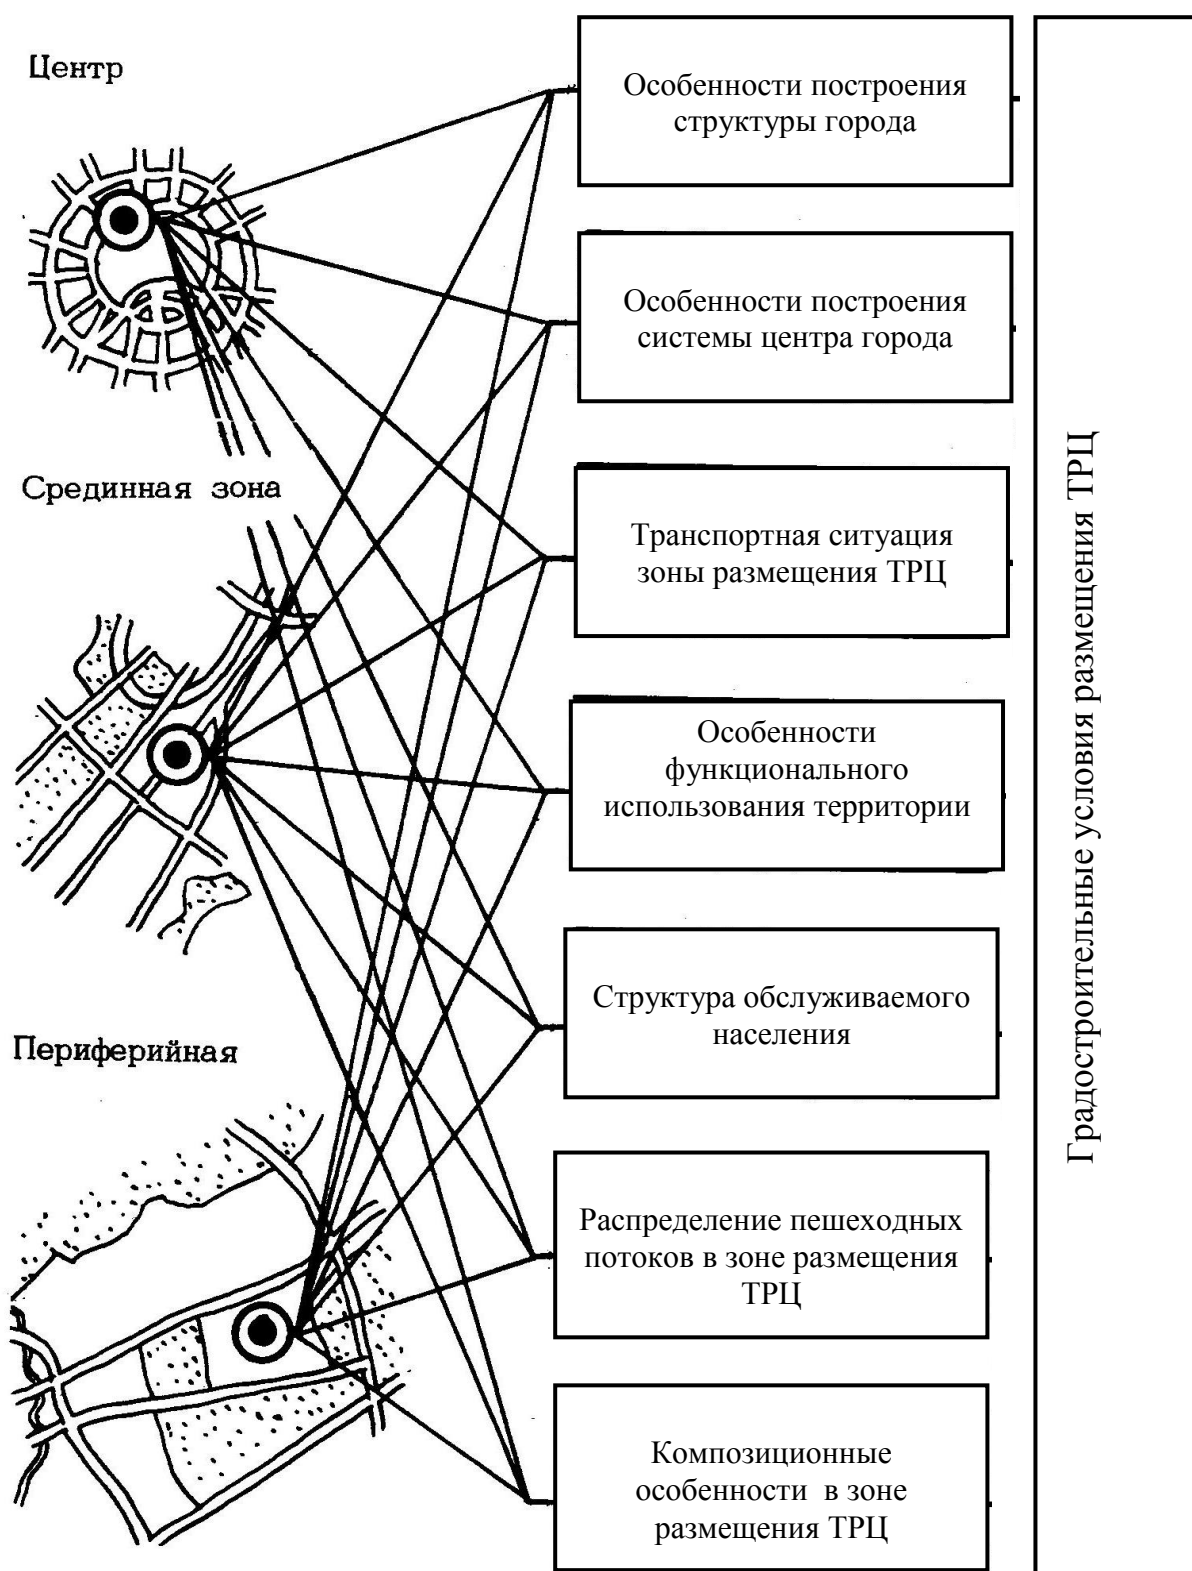 Центр
Срединная зона
Периферийная
Особенности построения
структуры города
Особенности построения
системы центра города
Транспортная ситуация
зоны размещения ТРЦ
Особенности
функционального
использования территории
Структура обслуживаемого
населения
Распределение пешеходных
потоков в зоне размещения
ТРЦ
Композиционные
особенности в зоне
размещения ТРЦ
Градостроительные условия размещения ТРЦ